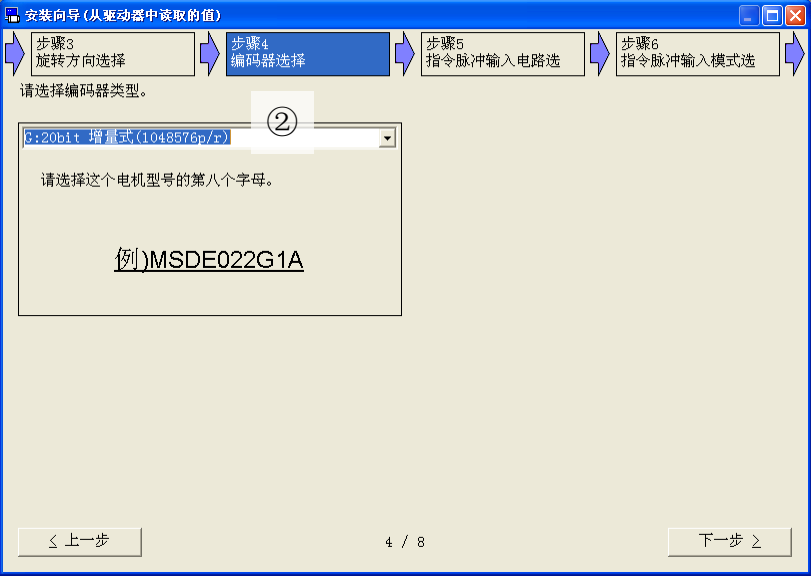 安装向导(从驱动器中读取的值)
步骤3
旋转方向选择
步骤4
编码器选择
步骤5
指令脉冲输入电路选
步骤6
指令脉冲输入模式选
请选择编码器类型。
②
G:20bit 增量式(1048576p/r)
请选择这个电机型号的第八个字母。
例)MSDE022G1A
< 上一步
4 / 8
下一步 >